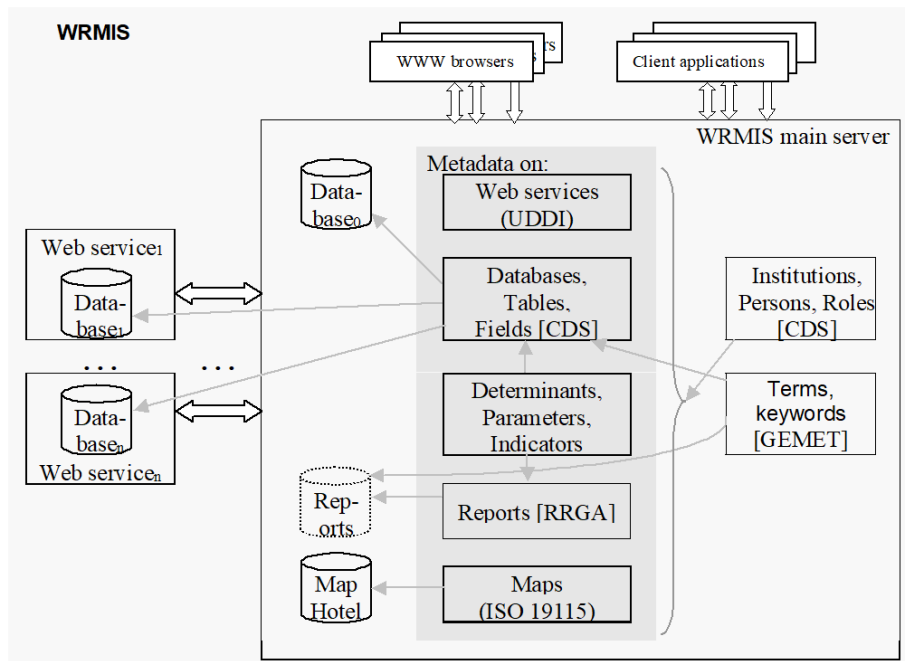 WRMIS
rs
s
WWW browsers
Client applications
WRMIS main server
Metadata on:
Web services
(UDDI)
Data-
base0
Web service1
Data-
base1
Databases,
Tables,
Fields [CDS]
Institutions,
Persons, Roles
[CDS]
... ...
Data-
basen
Web servicen
Determinants,
Parameters,
Indicators
Terms,
keywords
[GEMET]
Rep-
orts
Reports [RRGA]
Map
Hotel
Maps
(ISO 19115)